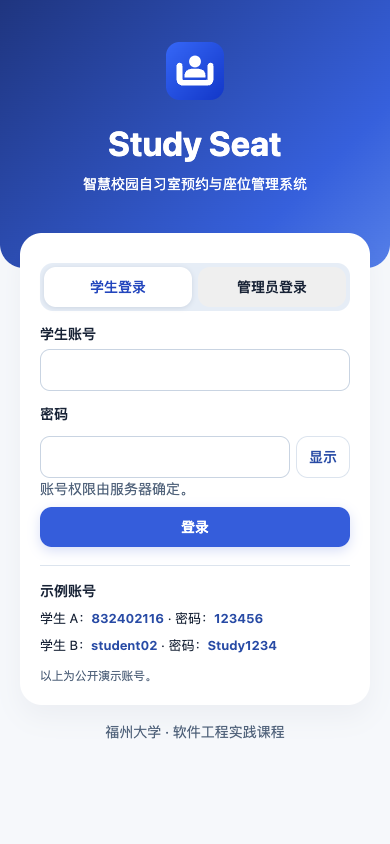 Study Seat
智慧校园自习室预约与座位管理系统
学生登录
管理员登录
学生账号
密码
显示
账号权限由服务器确定。
登录
示例账号
学生 A：832402116 · 密码：123456
学生 B：student02 · 密码：Study1234
以上为公开演示账号。
福州大学 · 软件工程实践课程